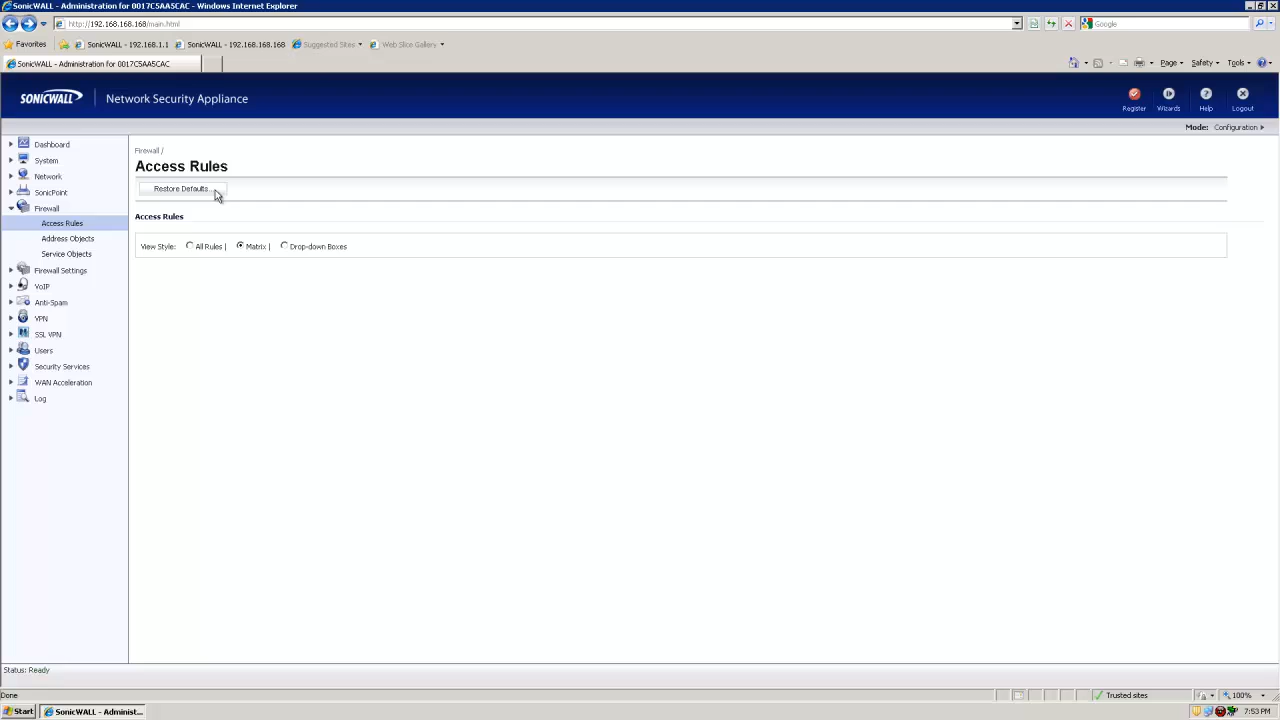 SonicWALL - Administration for 0017C5AA5CAC - Windows Internet Explorer
http://192.168.168.168/main.html
Google
Favorites
SonicWALL - 192.168.1.1
SonicWALL - 192.168.168.168
Suggested Sites
Web Slice Gallery
SonicWALL - Administration for 0017C5AA5CAC
Page
Safety
Tools
SONICWALL
Network Security Appliance
Register
Wizards
Help
Logout
Mode: Configuration
Dashboard
System
Network
SonicPoint
Firewall
Access Rules
Address Objects
Service Objects
Firewall Settings
VoIP
Anti-Spam
VPN
SSL VPN
Users
Security Services
WAN Acceleration
Log
Firewall /
Access Rules
Restore Defaults...
Access Rules
View Style: All Rules | Matrix | Drop-down Boxes
Status: Ready
Done
Trusted sites
100%
Start
SonicWALL - Administ...
7:53 PM